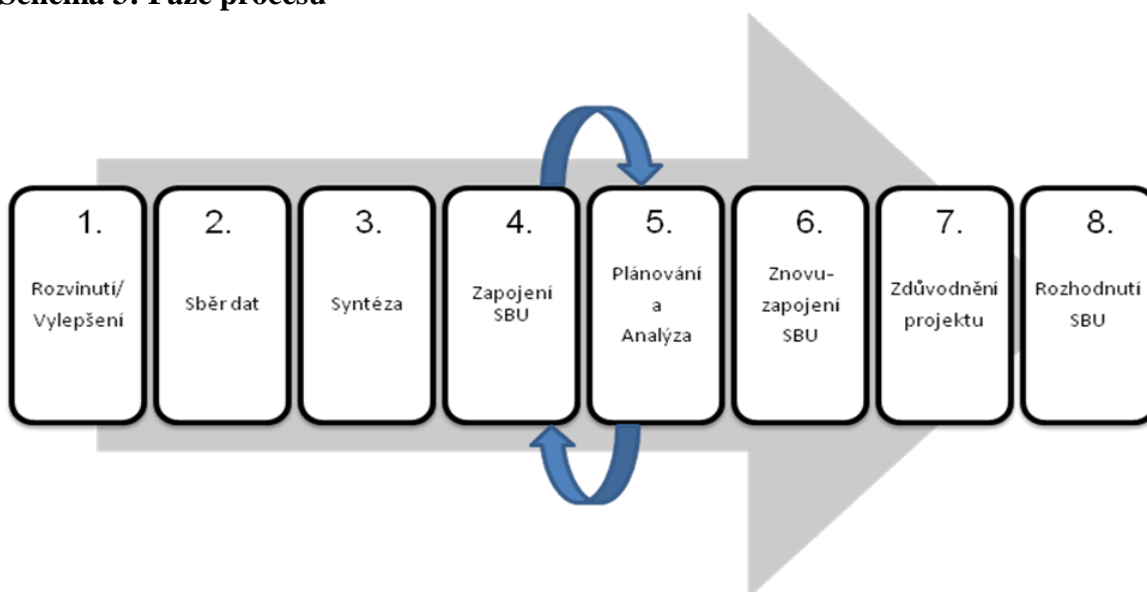 Schéma Fáze procesu
1.
Rozvinutí/
Vylepšení
2.
Sběr dat
3.
Syntéza
4.
Zapojení
SBU
5.
Plánování
a
Analýza
6.
Znovu-
zapojení
SBU
7.
Zdůvodnění
projektu
8.
Rozhodnutí
SBU